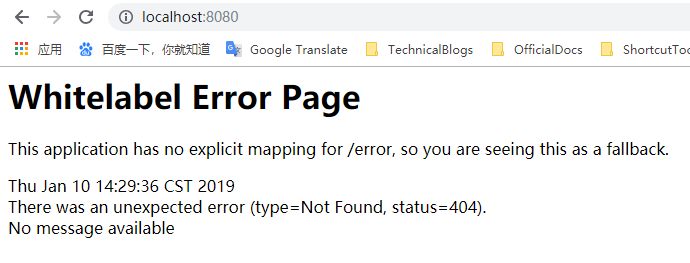 localhost:8080
应用 百度一下，你就知道 Google Translate TechnicalBlogs OfficialDocs ShortcutToo
Whitelabel Error Page
This application has no explicit mapping for /error, so you are seeing this as a fallback.
Thu Jan 10 14:29:36 CST 2019
There was an unexpected error (type=Not Found, status=404).
No message available